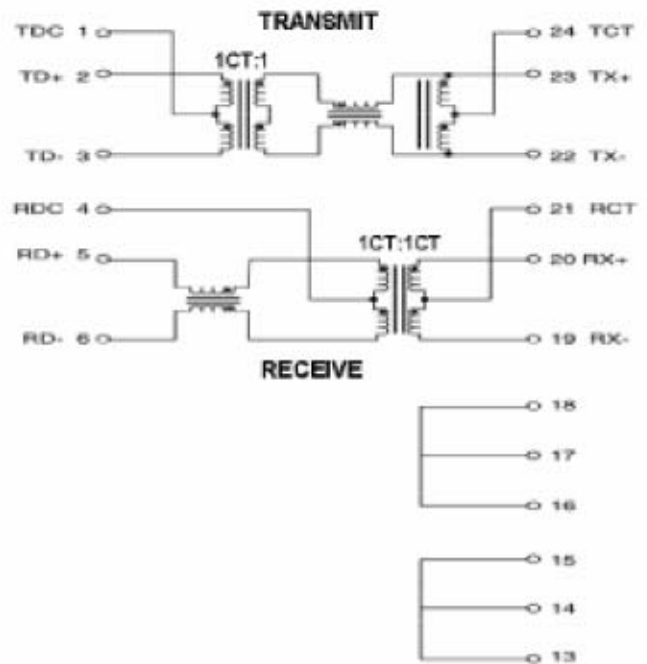 TRANSMIT
TDC 1
24 TCT
1CT:1
TD+ 2
23 TX+
TD- 3
22 TX-
RDC 4
21 RCT
1CT:1CT
RD+ 5
20 RX+
RD- 6
19 RX-
RECEIVE
18
17
16
15
14
13